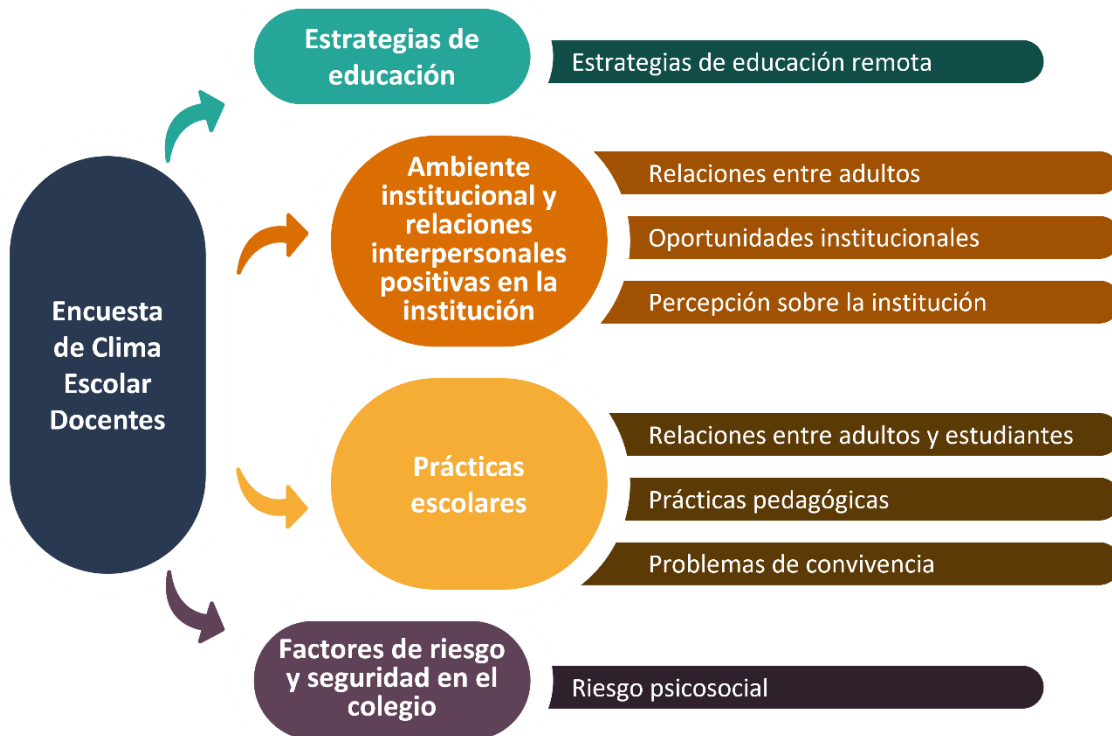 Encuesta
de Clima
Escolar
Docentes
Estrategias de
educación
Estrategias de educación remota
Ambiente
institucional y
relaciones
interpersonales
positivas en la
institución
Relaciones entre adultos
Oportunidades institucionales
Percepción sobre la institución
Prácticas
escolares
Relaciones entre adultos y estudiantes
Prácticas pedagógicas
Problemas de convivencia
Factores de riesgo
y seguridad en el
colegio
Riesgo psicosocial